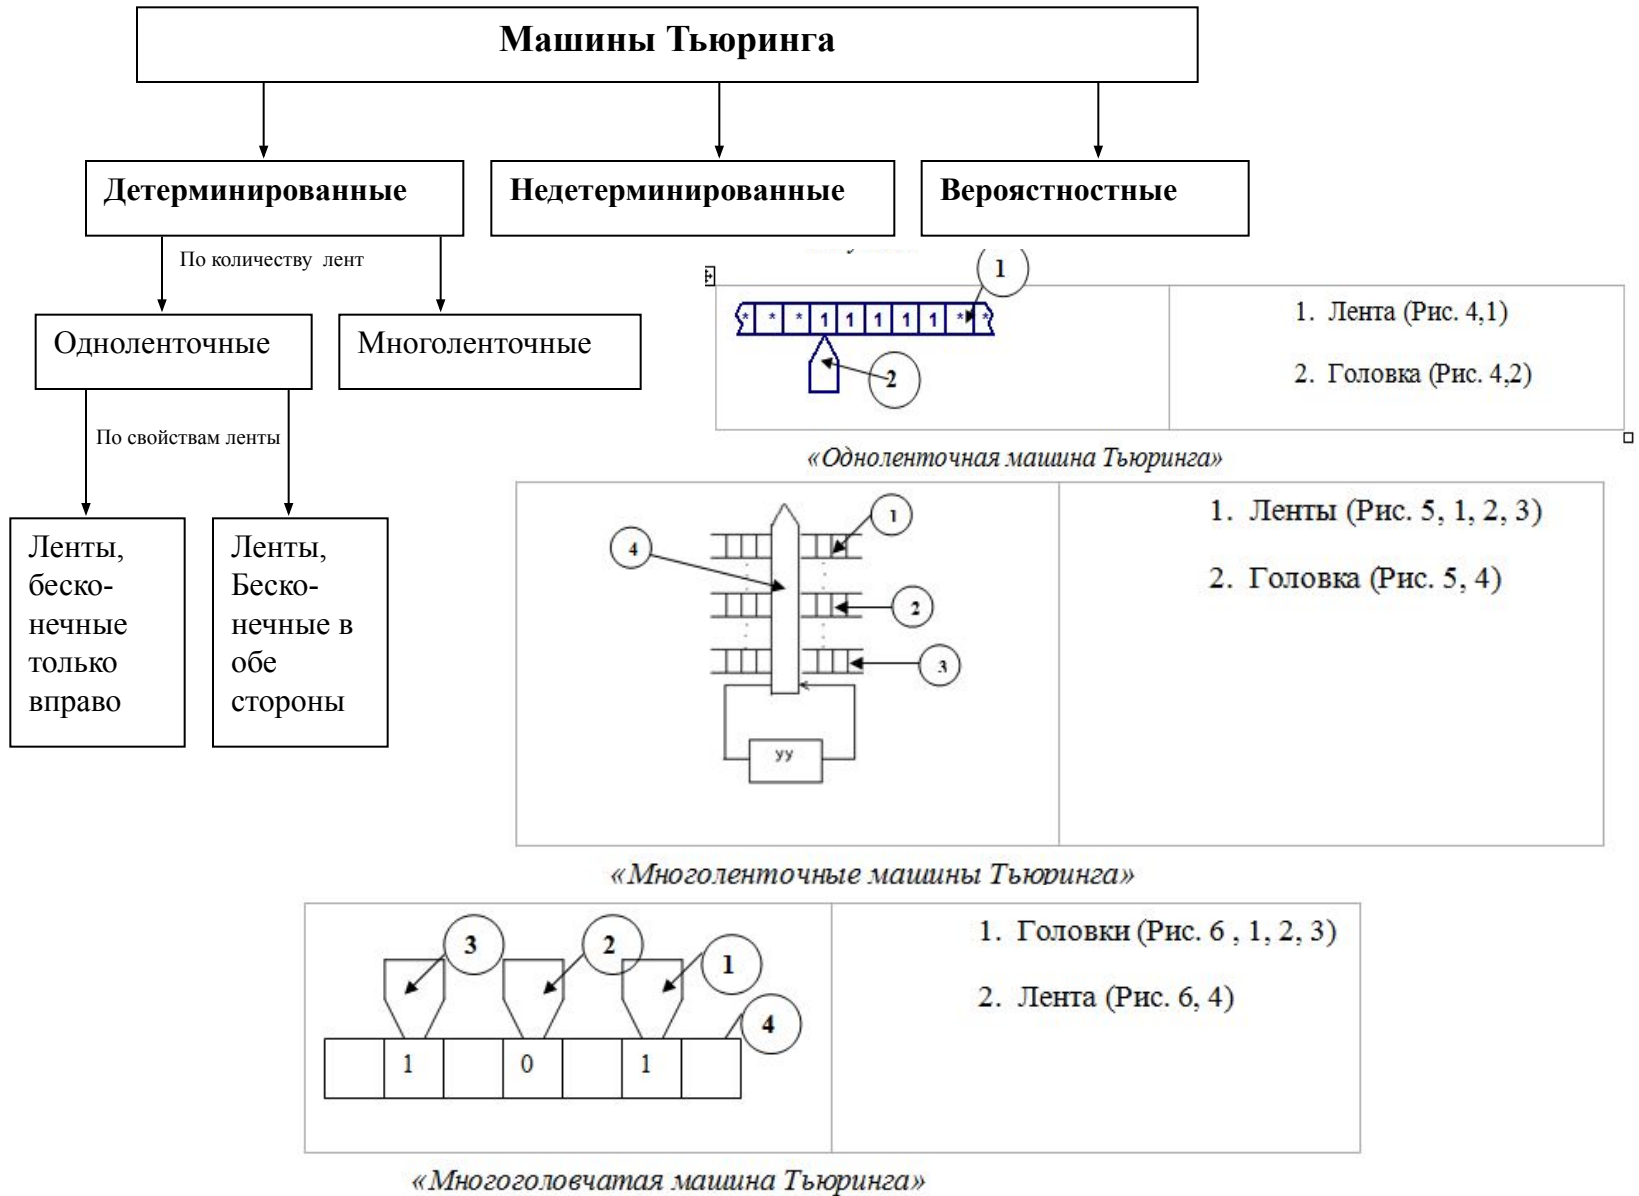 Машины Тьюринга
Детерминированные
Недетерминированные
Вероястностные
По количеству лент
Одноленточные
Многоленточные
По свойствам ленты
Ленты,
беско-
нечные
только
вправо
Ленты,
Беско-
нечные в
обе
стороны
1
* * * 1 1 1 1 1 * *
2
1. Лента (Рис. 4,1)
2. Головка (Рис. 4,2)
«Одноленточная машина Тьюринга»
1
4
2
3
УУ
1. Ленты (Рис. 5, 1, 2, 3)
2. Головка (Рис. 5, 4)
«Многоленточные машины Тьюринга»
3
2
1
4
1 0 1
1. Головки (Рис. 6 , 1, 2, 3)
2. Лента (Рис. 6, 4)
«Многоголовчатая машина Тьюринга»